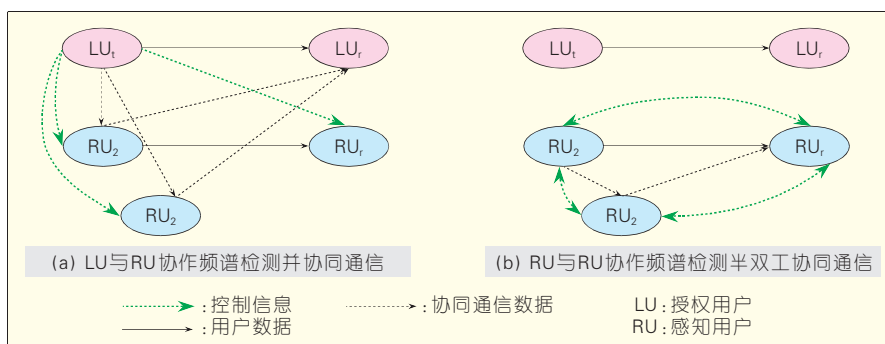 LUt LUr
RU2 RUr
RU2
(a) LU与RU协作频谱检测并协同通信
LUt LUr
RU2 RUr
RU2
(b) RU与RU协作频谱检测半双工协同通信
:控制信息 :协同通信数据 LU:授权用户
:用户数据 RU:感知用户